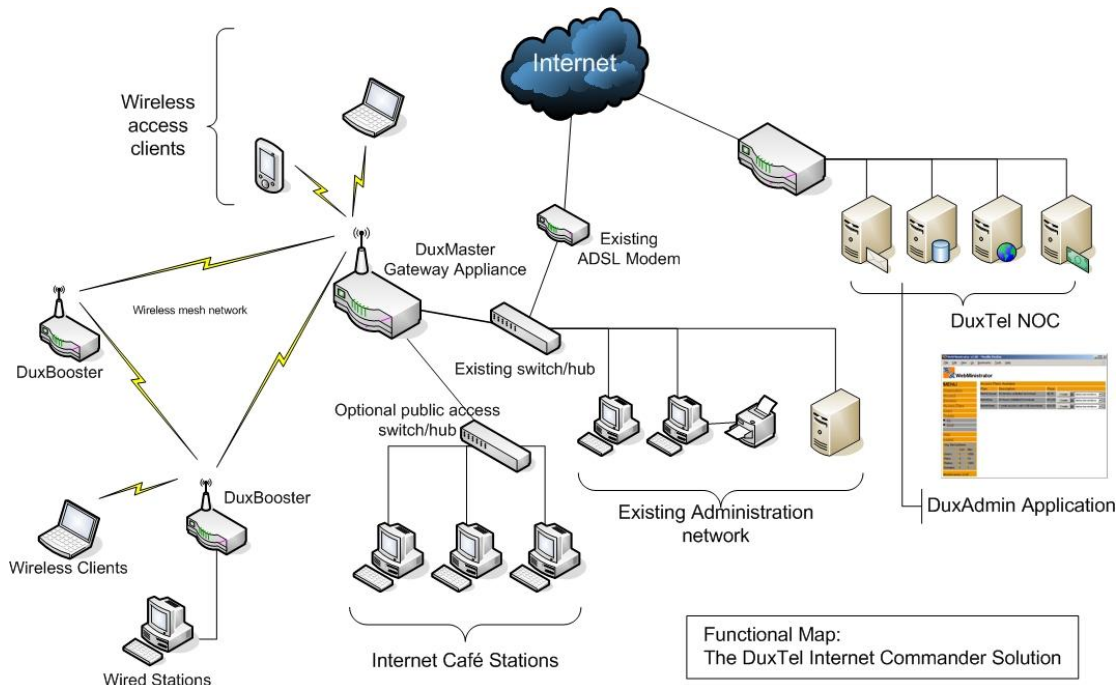 Internet
Wireless
access
clients
DuxMaster
Gateway Appliance
Existing
ADSL Modem
Wireless mesh network
DuxBooster
DuxTel NOC
Existing switch/hub
Optional public access
switch/hub
WebMinistrator
MENU
DuxBooster
Existing Administration
network
DuxAdmin Application
Wireless Clients
Internet Café Stations
Wired Stations
Functional Map:
The DuxTel Internet Commander Solution